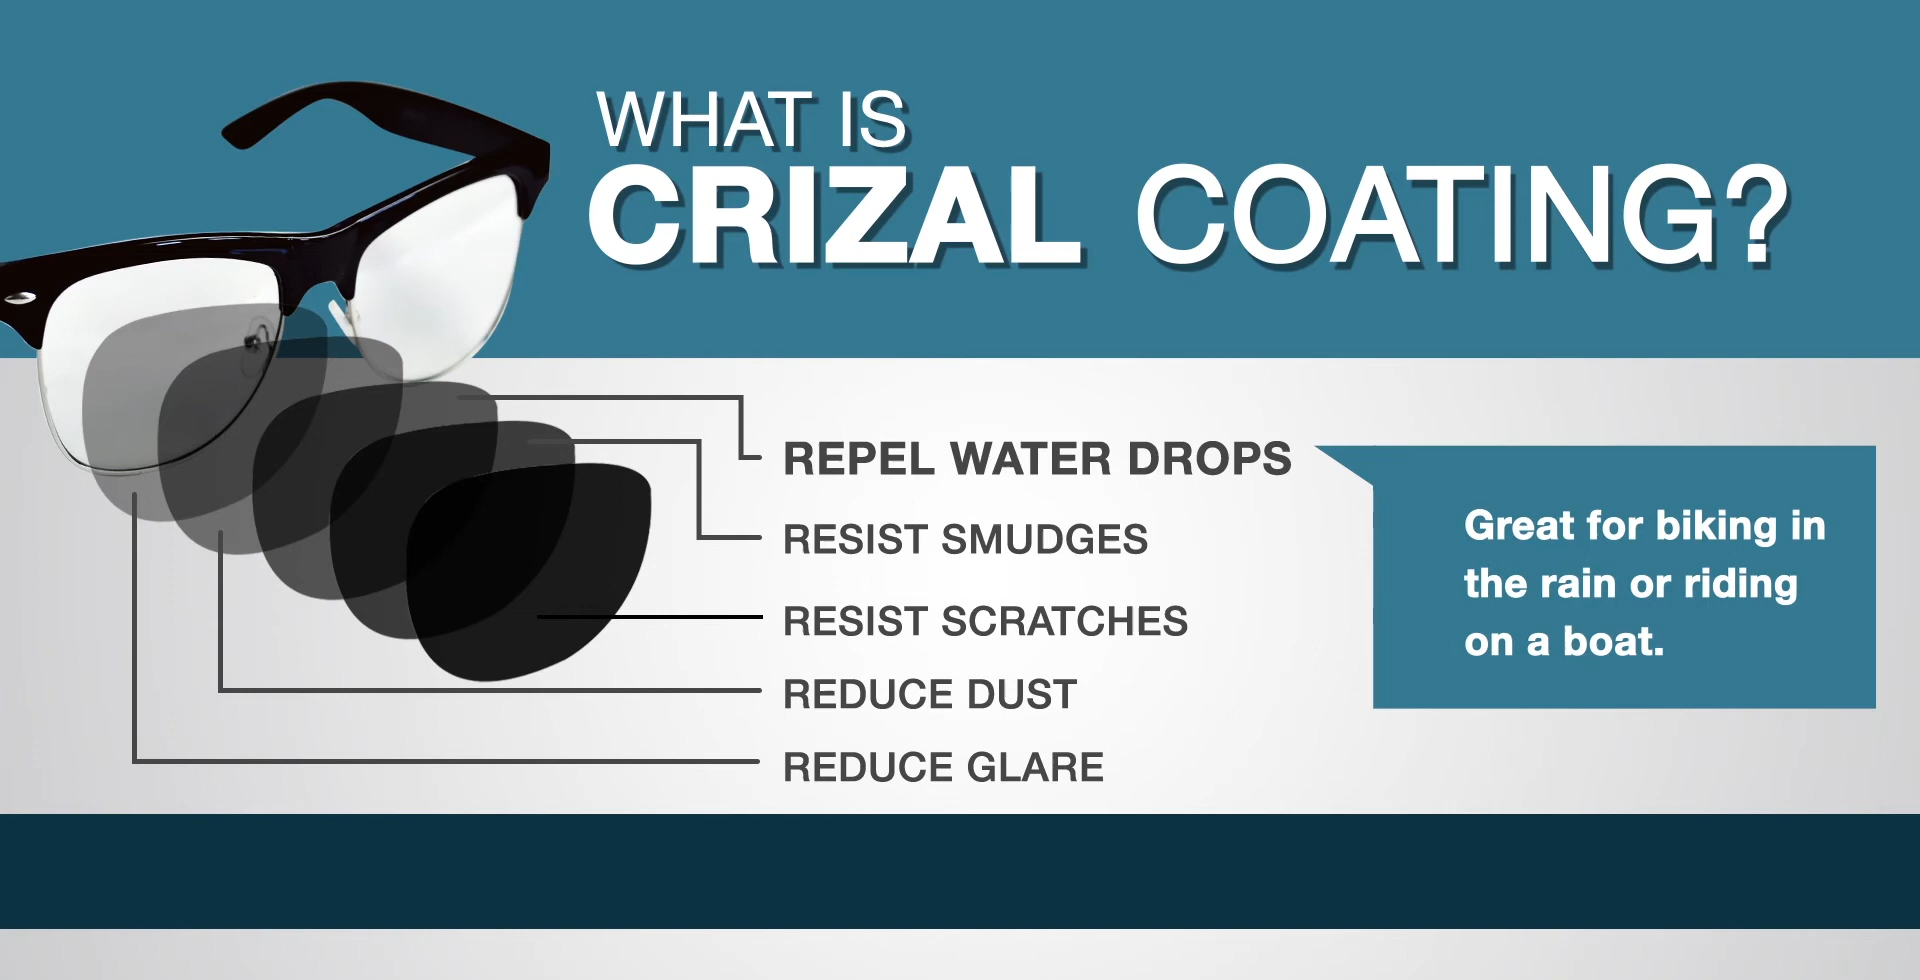 WHAT IS
CRIZAL COATING?
REPEL WATER DROPS
RESIST SMUDGES
RESIST SCRATCHES
REDUCE DUST
REDUCE GLARE
Great for biking in
the rain or riding
on a boat.